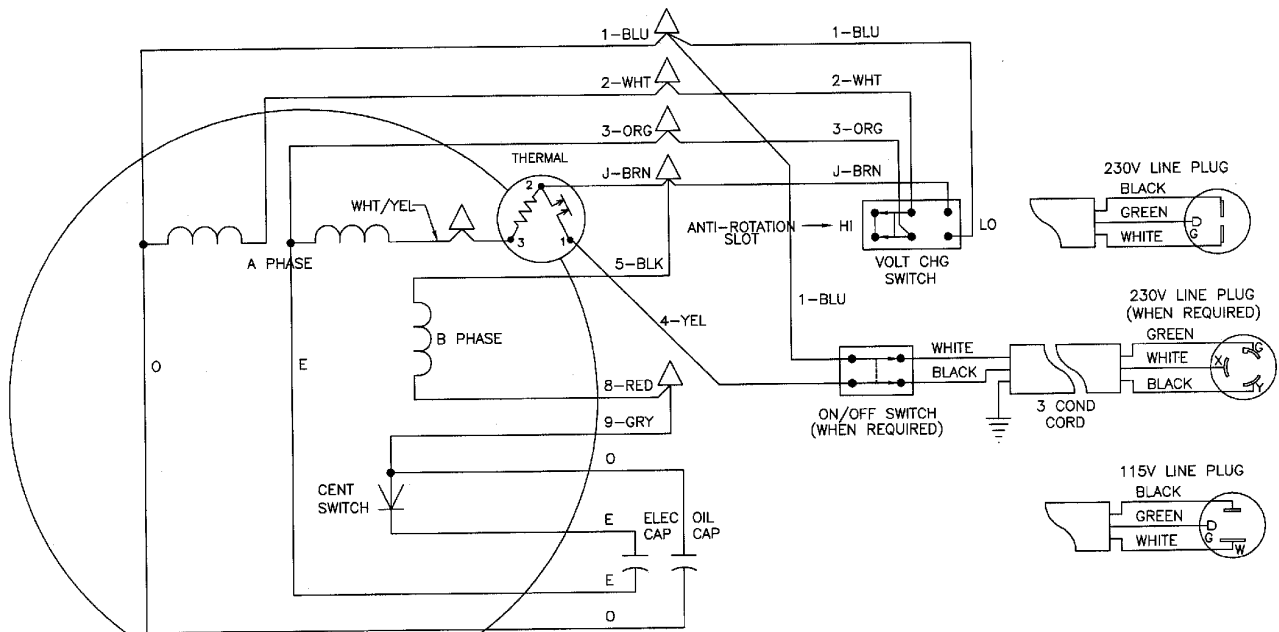 1-BLU
1-BLU
2-WHT
2-WHT
3-ORG
3-ORG
THERMAL
J-BRN
J-BRN
2
3
1
WHT/YEL
A PHASE
ANTI-ROTATION
SLOT
HI
LO
VOLT CHG
SWITCH
5-BLK
1-BLU
4-YEL
B PHASE
O
E
8-RED
9-GRY
O
CENT
SWITCH
E
ELEC
CAP
OIL
CAP
E
O
WHITE
BLACK
ON/OFF SWITCH
(WHEN REQUIRED)
3 COND
CORD
230V LINE PLUG
BLACK
GREEN
WHITE
G
230V LINE PLUG
(WHEN REQUIRED)
GREEN
WHITE
BLACK
G
X
Y
115V LINE PLUG
BLACK
GREEN
WHITE
G
W